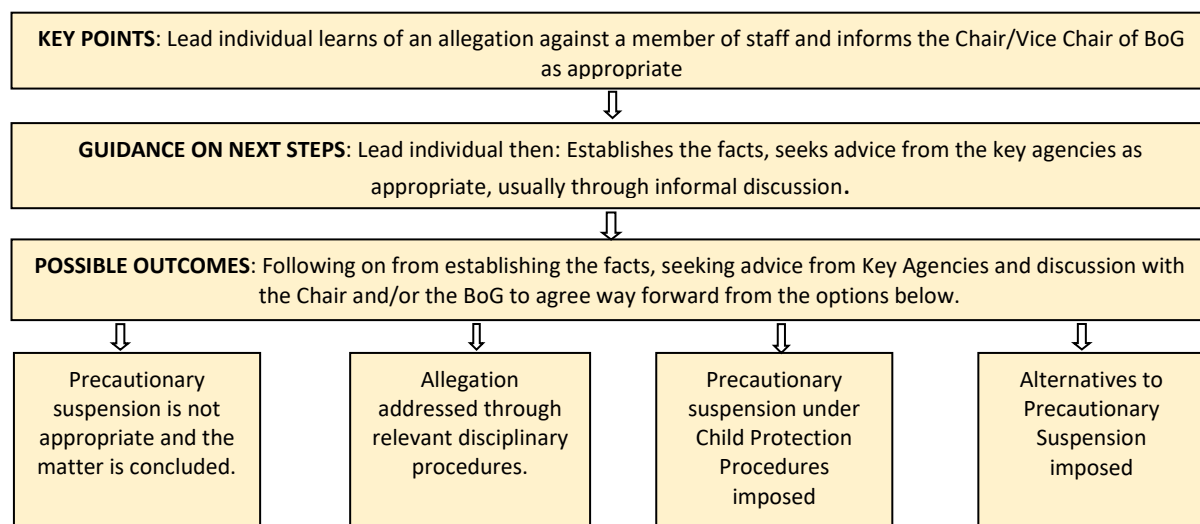 KEY POINTS: Lead individual learns of an allegation against a member of staff and informs the Chair/Vice Chair of BoG
as appropriate
GUIDANCE ON NEXT STEPS: Lead individual then: Establishes the facts, seeks advice from the key agencies as
appropriate, usually through informal discussion.
POSSIBLE OUTCOMES: Following on from establishing the facts, seeking advice from Key Agencies and discussion with
the Chair and/or the BoG to agree way forward from the options below.
Precautionary
suspension is not
appropriate and the
matter is concluded.
Allegation
addressed through
relevant disciplinary
procedures.
Precautionary
suspension under
Child Protection
Procedures
imposed
Alternatives to
Precautionary
Suspension
imposed